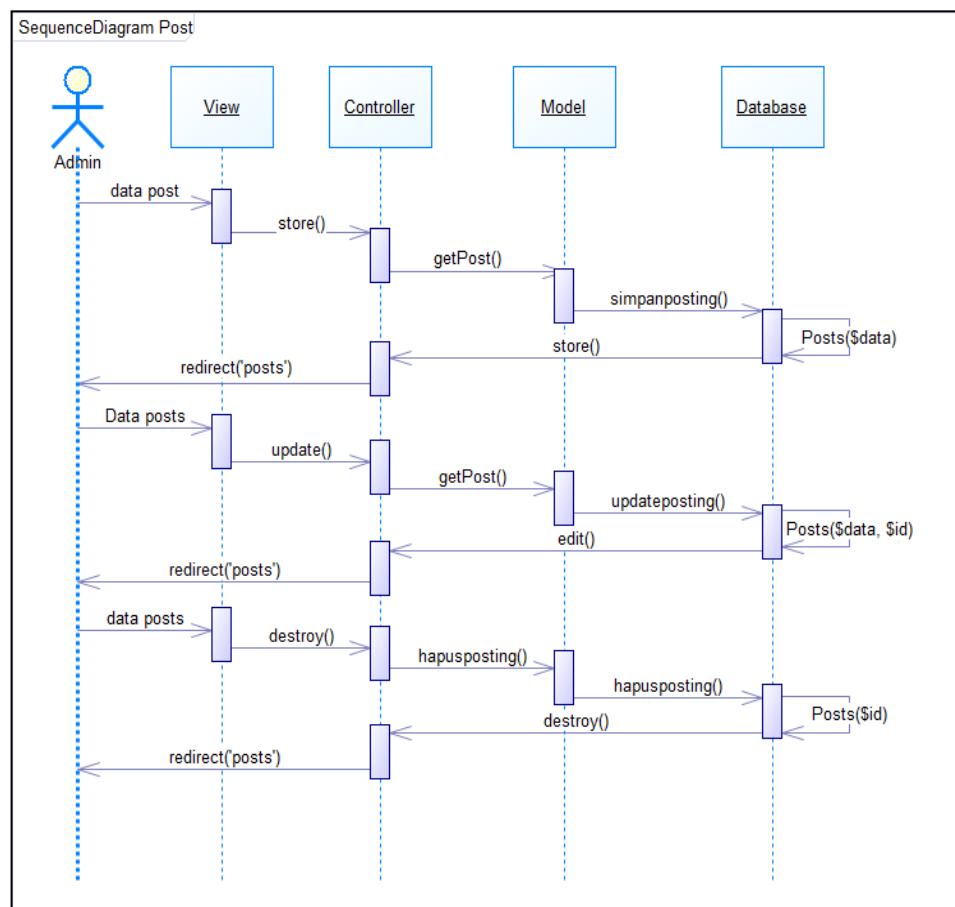 SequenceDiagram Post
View
Controller
Model
Database
Admin
data post
store()
getPost()
simpanposting()
Posts($data)
store()
redirect('posts')
Data posts
update()
getPost()
updateposting()
Posts($data, $id)
edit()
redirect('posts')
data posts
destroy()
hapusposting()
hapusposting()
Posts($id)
destroy()
redirect('posts')